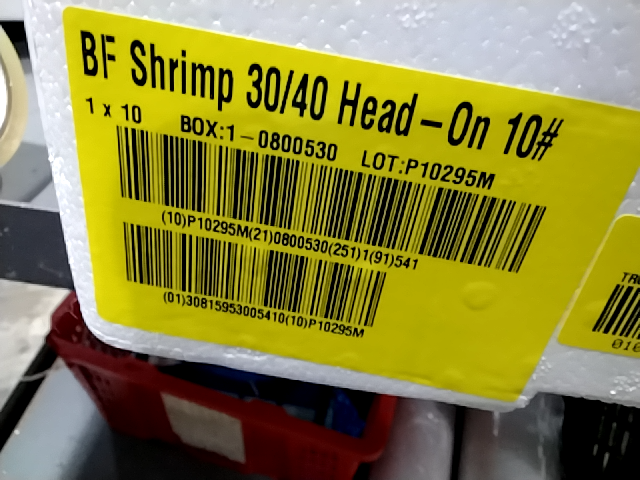 BF Shrimp 30/40 Head-On 10#
1 x 10 BOX:1-0800530 LOT:P10295M
(10)P10295M(21)0800530(251)1(91)541
(01)30815953005410(10)P10295M